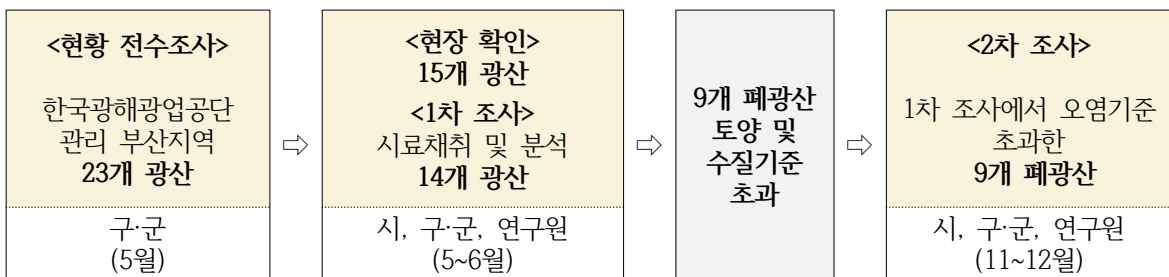 <현황 전수조사>
한국광해광업공단
관리 부산지역
23개 광산
구·군
(5월)
⇨
<현장 확인>
15개 광산
<1차 조사>
시료채취 및 분석
14개 광산
시, 구·군, 연구원
(5~6월)
⇨
9개 폐광산
토양 및
수질기준
초과
⇨
<2차 조사>
1차 조사에서 오염기준
초과한
9개 폐광산
시, 구·군, 연구원
(11~12월)